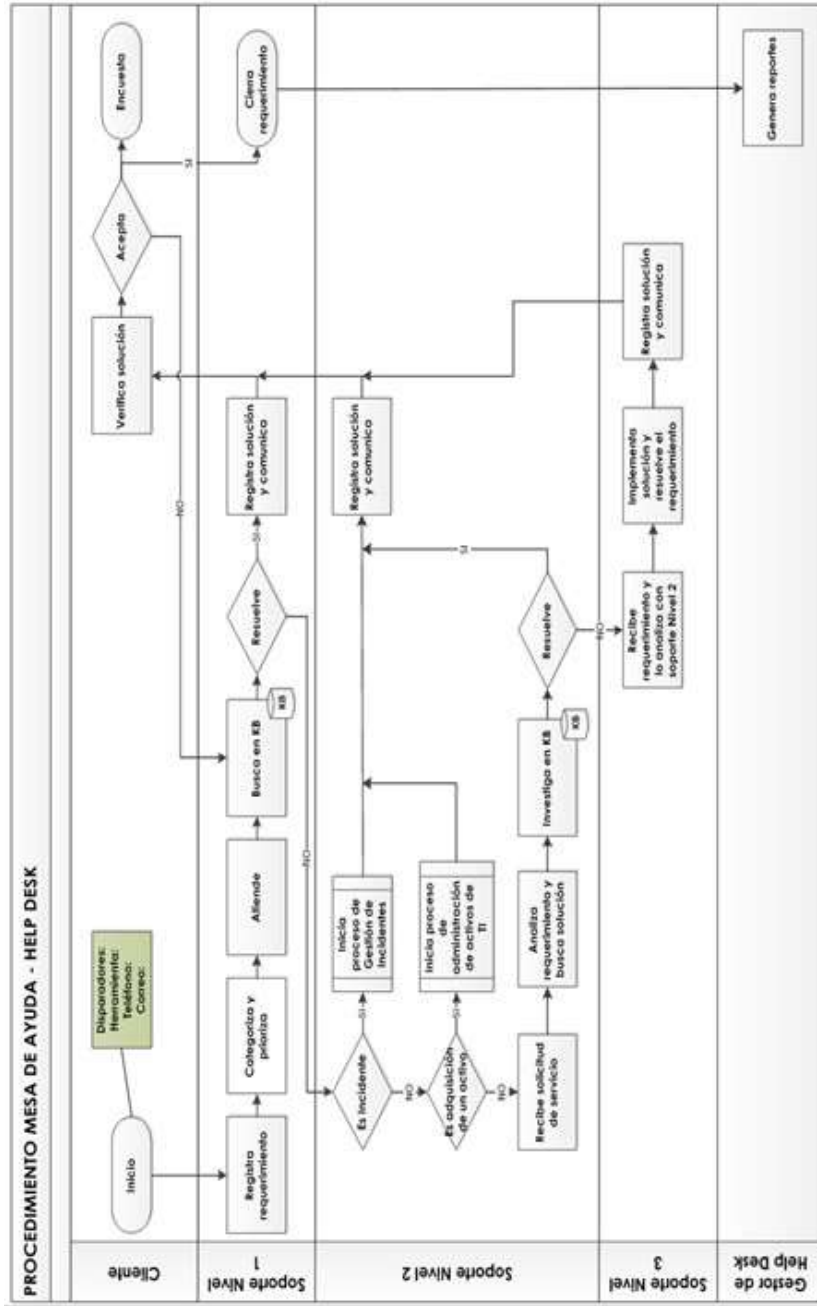 PROCEDIMIENTO MESA DE AYUDA - HELP DESK
Cliente
Inicio
Disparadores:
Herramienta:
Teléfono:
Correo:
Verifica solución
Acepta
NO
SI
Encuesta
Soporte Nivel
1
Registra
requerimiento
Categoriza y
prioriza
Atiende
Busca en KB
KB
Resuelve
SI
NO
Registra solución
y comunica
Cierra
requerimiento
Soporte Nivel 2
Es incidente
SI
NO
Inicia
proceso de
Gestión de
Incidentes
Registra solución
y comunica
Es adquisición
de un activo
SI
NO
Inicia proceso
de
administración
de activos de
TI
Recibe solicitud
de servicio
Analiza
requerimiento y
busca solución
Investiga en KB
KB
Resuelve
SI
NO
Soporte Nivel
3
Recibe
requerimiento y
lo analiza con
soporte Nivel 2
Implementa
solución y
resuelve el
requerimiento
Registra solución
y comunica
Gestor de
Help Desk
Genera reportes